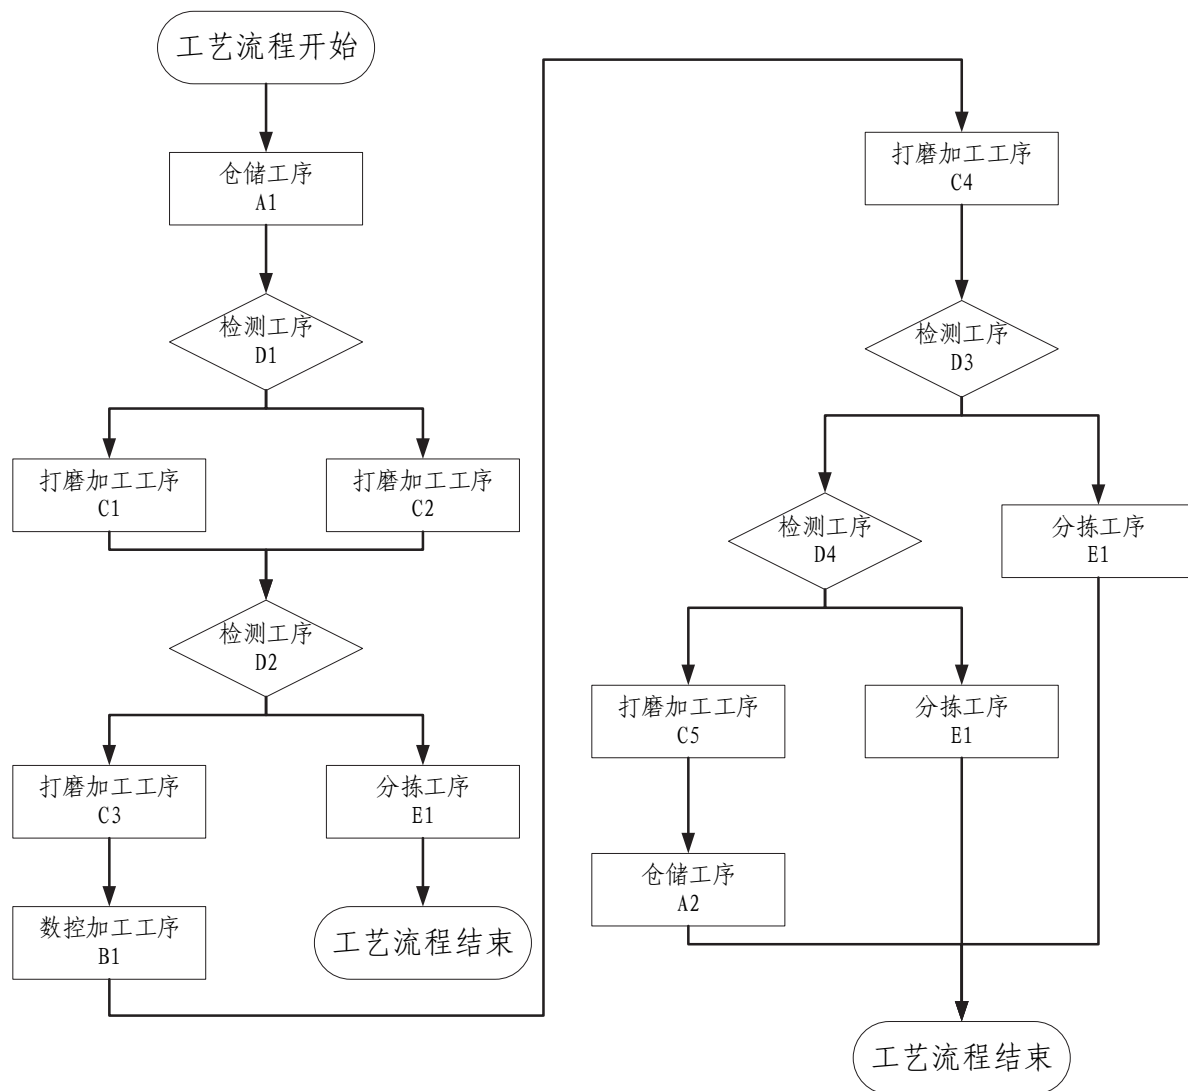 工艺流程开始
仓储工序
A1
检测工序
D1
打磨加工工序
C1
打磨加工工序
C2
检测工序
D2
打磨加工工序
C3
分拣工序
E1
数控加工工序
B1
工艺流程结束
打磨加工工序
C4
检测工序
D3
检测工序
D4
分拣工序
E1
打磨加工工序
C5
分拣工序
E1
仓储工序
A2
工艺流程结束